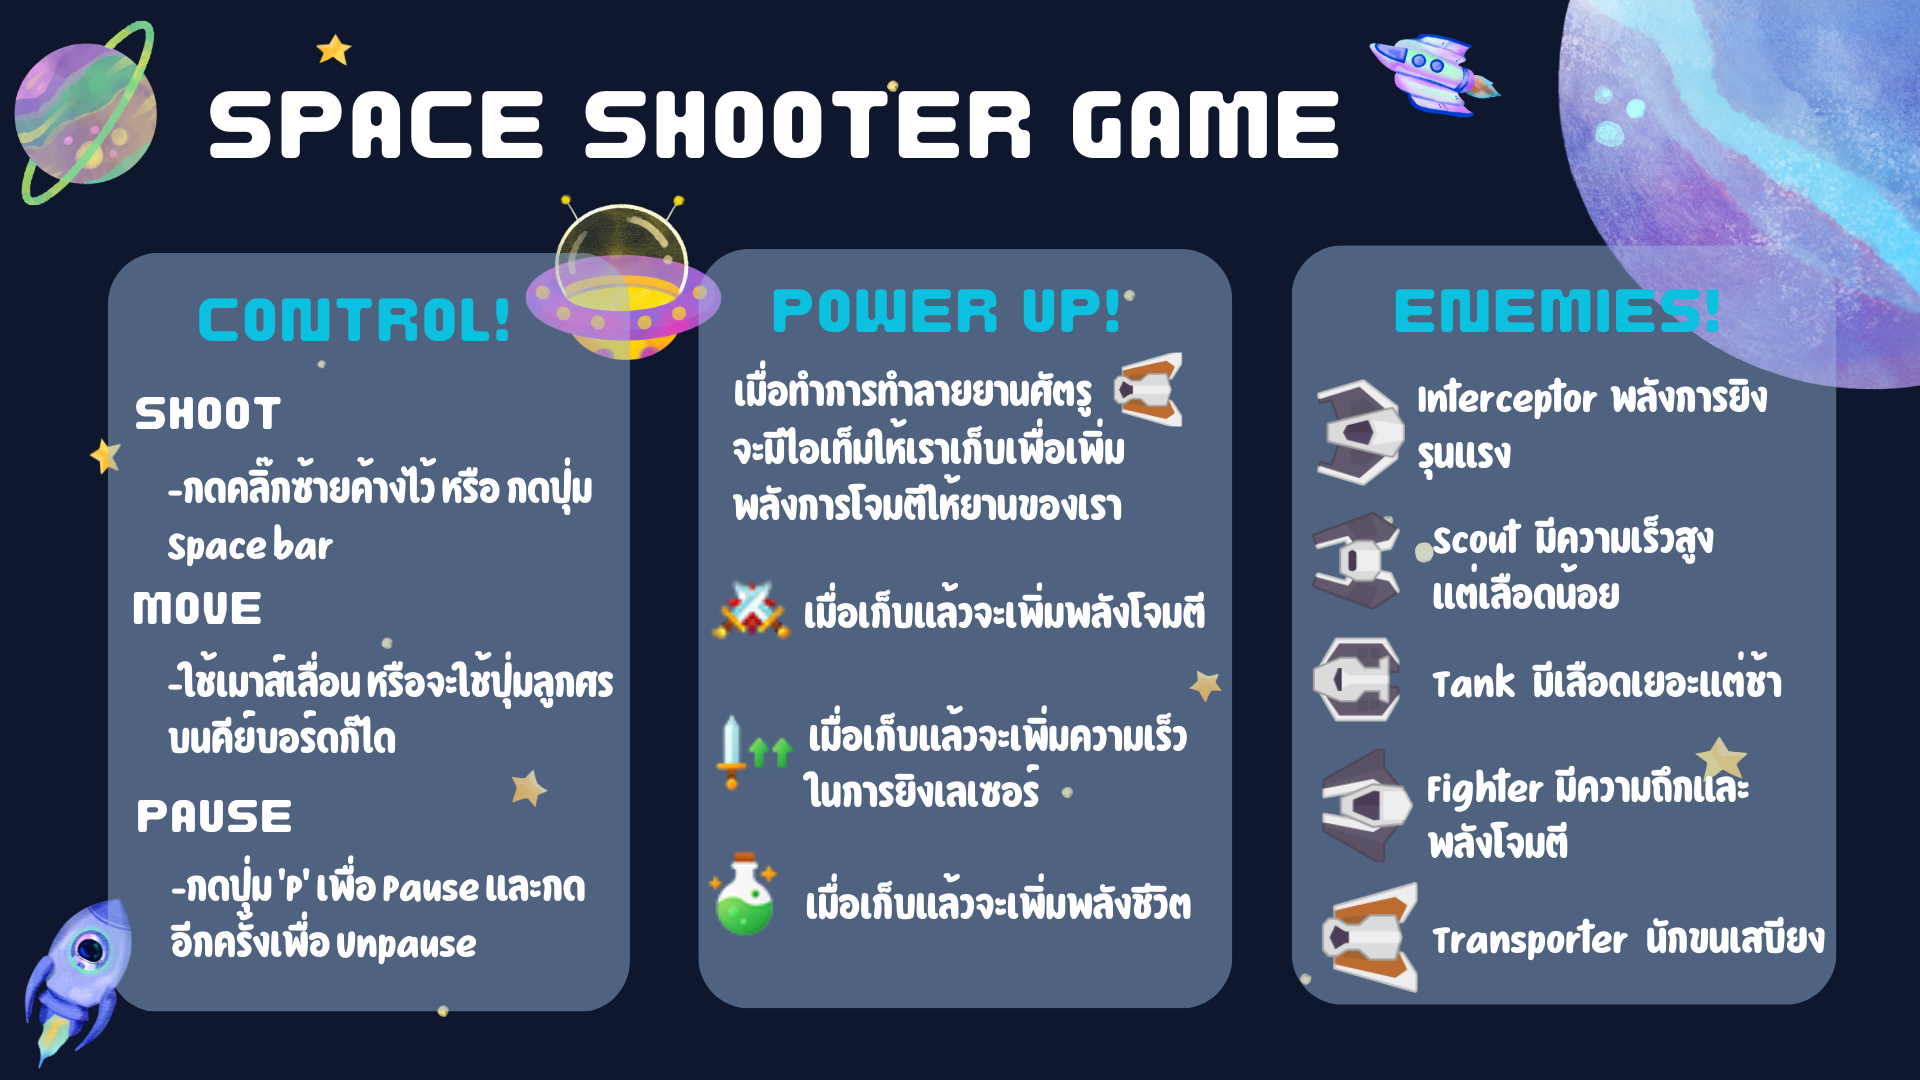 SPACE SHOOTER GAME
CONTROL!
SHOOT
-กดคลิ๊กซ้ายค้างไว้ หรือ กดปุ่ม
Space bar
MOVE
-ใช้เมาส์เลื่อน หรือจะใช้ปุ่มลูกศร
บนคีย์บอร์ดก็ได
PAUSE
-กดปุ่ม 'P' เพื่อ Pause และกด
อีกครั้งเพื่อ Unpause
POWER UP!
เมื่อทำการทำลายยานศัตรู
จะมีไอเท็มให้เราเก็บเพื่อเพิ่ม
พลังการโจมตีให้ยานของเรา
เมื่อเก็บแล้วจะเพิ่มพลังโจมตี
เมื่อเก็บแล้วจะเพิ่มความเร็ว
ในการยิงเลเซอร์
เมื่อเก็บแล้วจะเพิ่มพลังชีวิต
ENEMIES!
Interceptor พลังการยิง
รุนแรง
Scout มีความเร็วสูง
แต่เลือดน้อย
Tank มีเลือดเยอะแต่ช้า
Fighter มีความถึกและ
พลังโจมตี
Transporter นักขนเสบียง